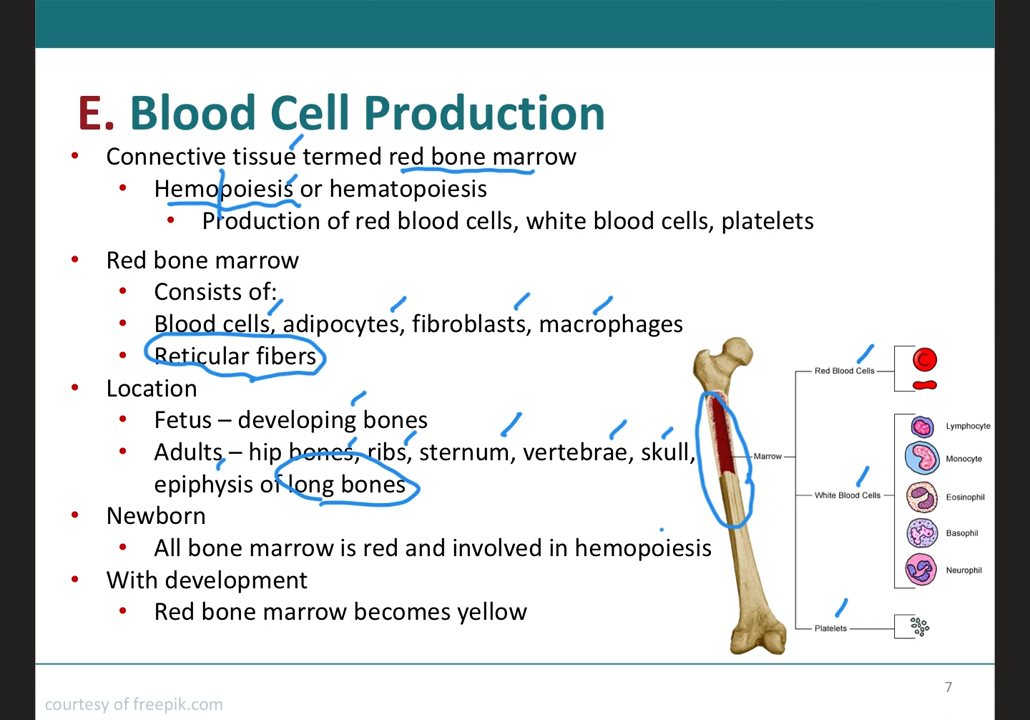 E. Blood Cell Production
• Connective tissue termed red bone marrow
• Hemopoiesis or hematopoiesis
• Production of red blood cells, white blood cells, platelets
• Red bone marrow
• Consists of:
• Blood cells, adipocytes, fibroblasts, macrophages
• Reticular fibers
• Location
• Fetus – developing bones
• Adults – hip bones, ribs, sternum, vertebrae, skull,
epiphysis of long bones
• Newborn
• All bone marrow is red and involved in hemopoiesis
• With development
• Red bone marrow becomes yellow
Red Blood Cells
Lymphocyte
Marrow
Monocyte
White Blood Cells
Eosinophil
Basophil
Neurophil
Platelets
7
courtesy of freepik.com